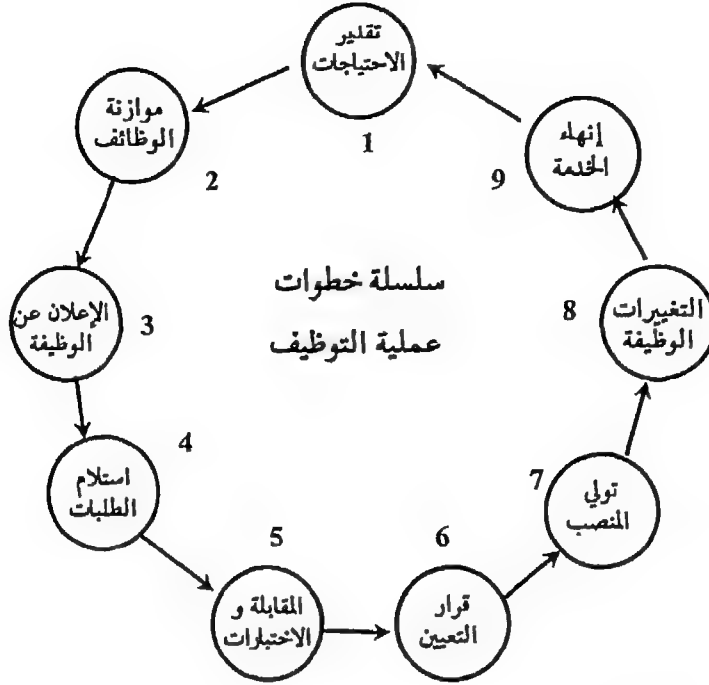 تقدير
الاحتياجات
1
موازنة
الوظائف
2
الإعلان عن
الوظيفة
3
استلام
الطلبات
4
المقابلة و
الاختبارات
5
قرار
التعيين
6
تولي
المنصب
7
التغييرات
الوظيفة
8
إنهاء
الخدمة
9
سلسلة خطوات
عملية التوظيف